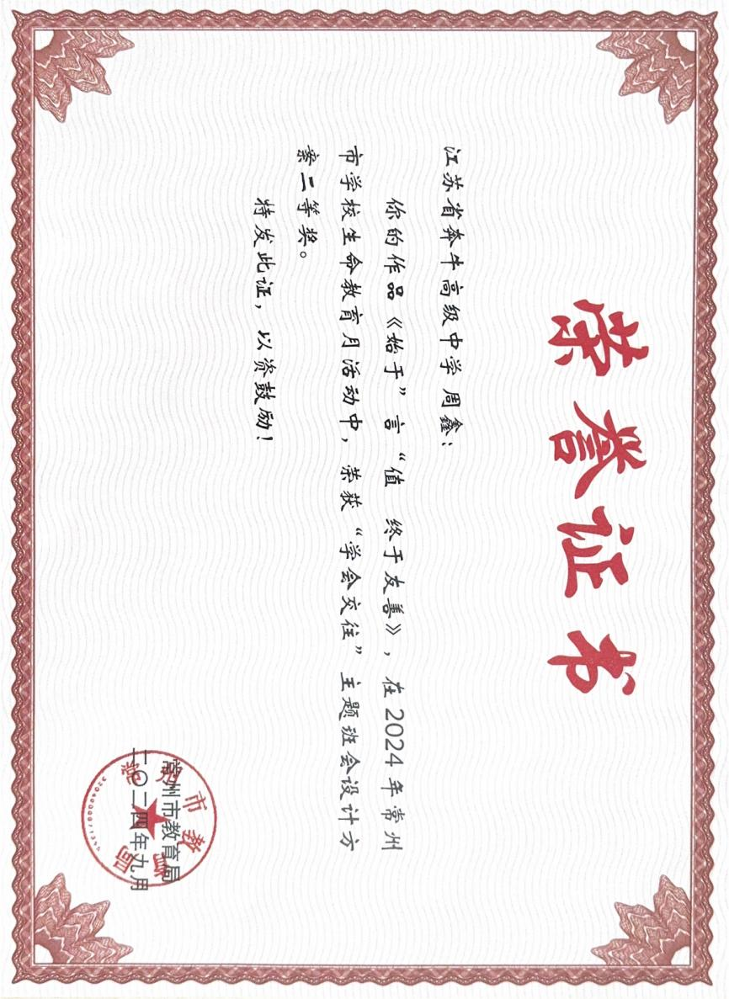 荣誉证书
江苏省奔牛高级中学 周鑫：
你的作品《始于”言“值 终于友善》，在2024年常州
市学校生命教育月活动中，荣获“学会交往”主题班会设计方
案二等奖。
特发此证，以资鼓励！
常州市教育局
二〇二四年九月
常州市教育局